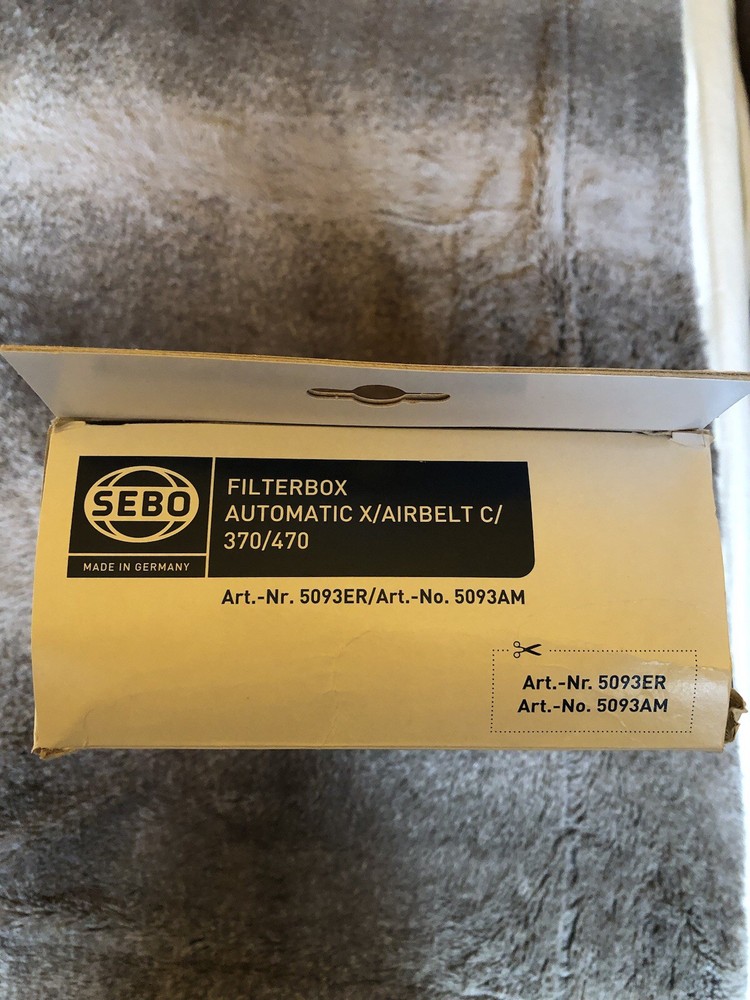 SEBO
MADE IN GERMANY
FILTERBOX
AUTOMATIC X/AIRBELT C/
370/470
Art.-Nr. 5093ER/Art.-No. 5093AM
Art.-Nr. 5093ER
Art.-No. 5093AM